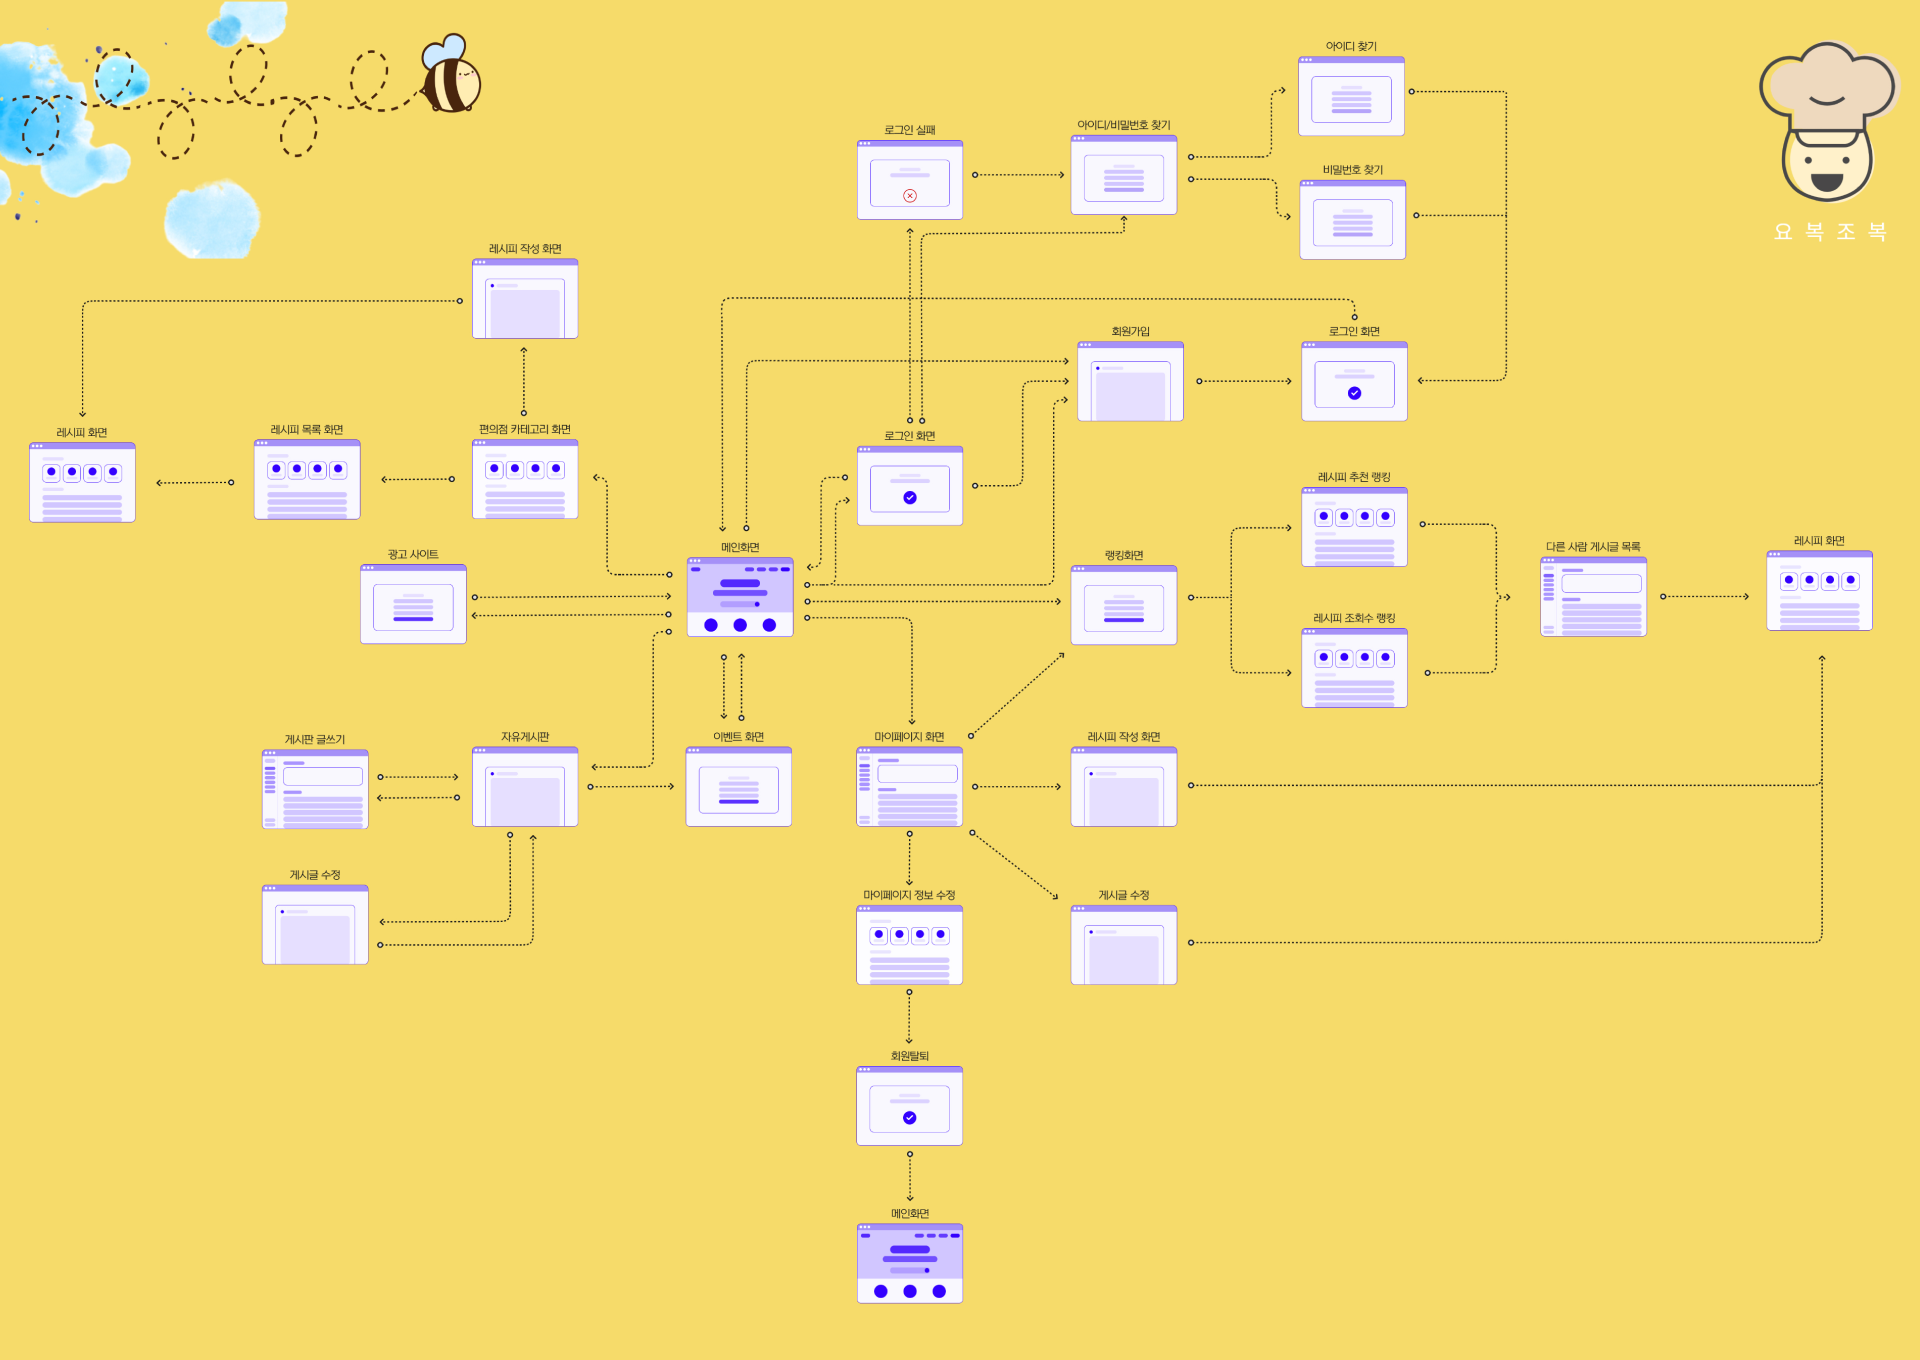 아이디 찾기
로그인 실패
아이디/비밀번호 찾기
비밀번호 찾기
요복조복
레시피 작성 화면
회원가입
로그인 화면
레시피 화면
레시피 목록 화면
편의점 카테고리 화면
로그인 화면
레시피 추천 랭킹
광고 사이트
메인화면
랭킹화면
다른 사람 게시글 목록
레시피 화면
레시피 조회수 랭킹
게시판 글쓰기
자유게시판
이벤트 화면
마이페이지 화면
레시피 작성 화면
게시글 수정
마이페이지 정보 수정
게시글 수정
회원탈퇴
메인화면